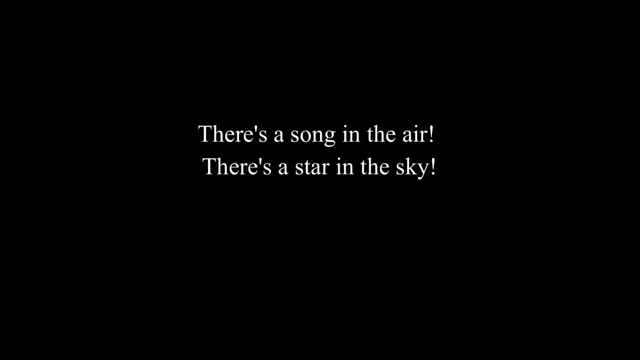 There's a song in the air!
There's a star in the sky!